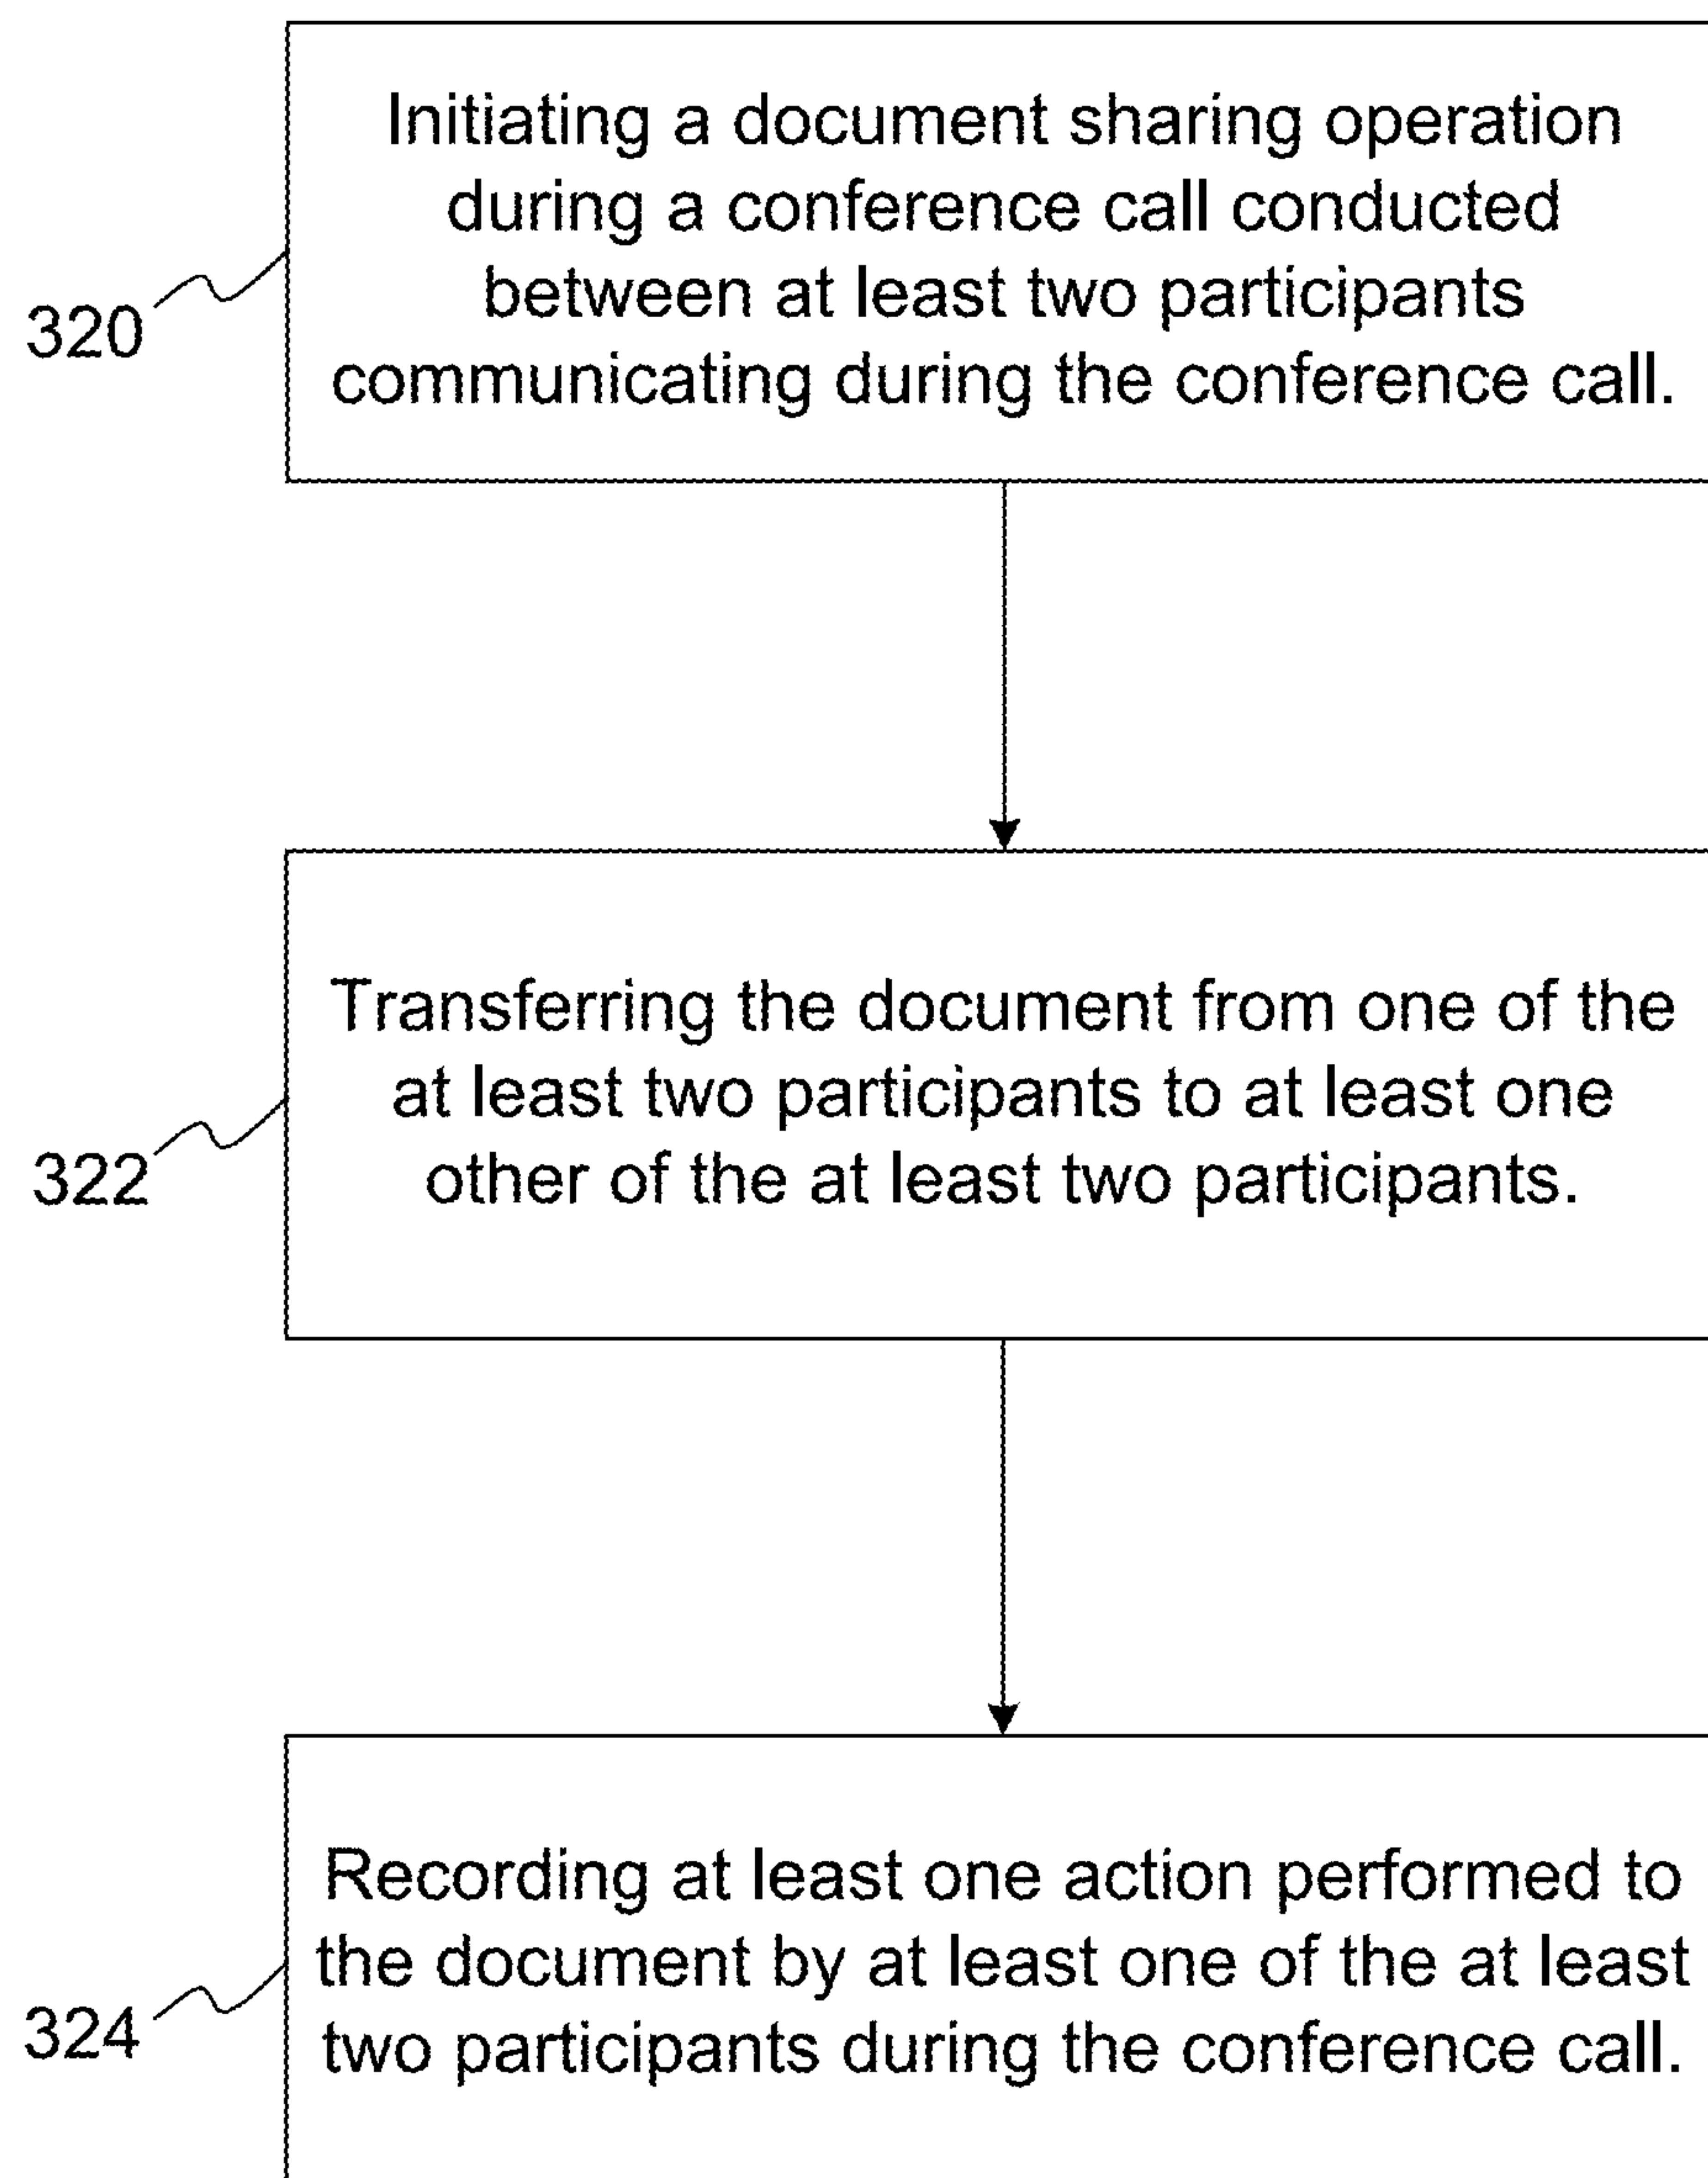 Initiating a document sharing operation
during a conference call conducted
between at least two participants
communicating during the conference call.
320
Transferring the document from one of the
at least two participants to at least one
other of the at least two participants.
322
Recording at least one action performed to
the document by at least one of the at least
two participants during the conference call.
324